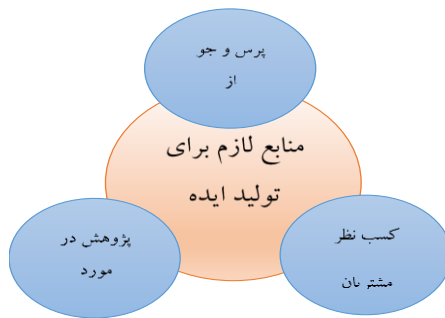 پرس و جو
از
منابع لازم برای
تولید ایده
کسب نظر
مشتریان
پژوهش در
مورد